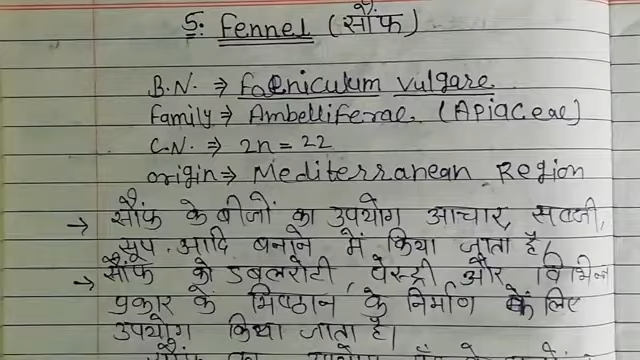 5. Fennel (सौंफ)
B.N. ⇒ Foeniculum vulgare
Family ⇒ Ambelliferae (Apiaceae)
C.N. ⇒ 2n = 22
origin ⇒ Mediterranean Region
→ सौंफ के बीजों का उपयोग आचार, सब्जी,
सूप आदि बनाने में किया जाता है।
→ सौंफ को डबलरोटी, पेस्ट्री और विभिन्न
प्रकार के मिष्ठान के निर्माण के लिए
उपयोग किया जाता है।